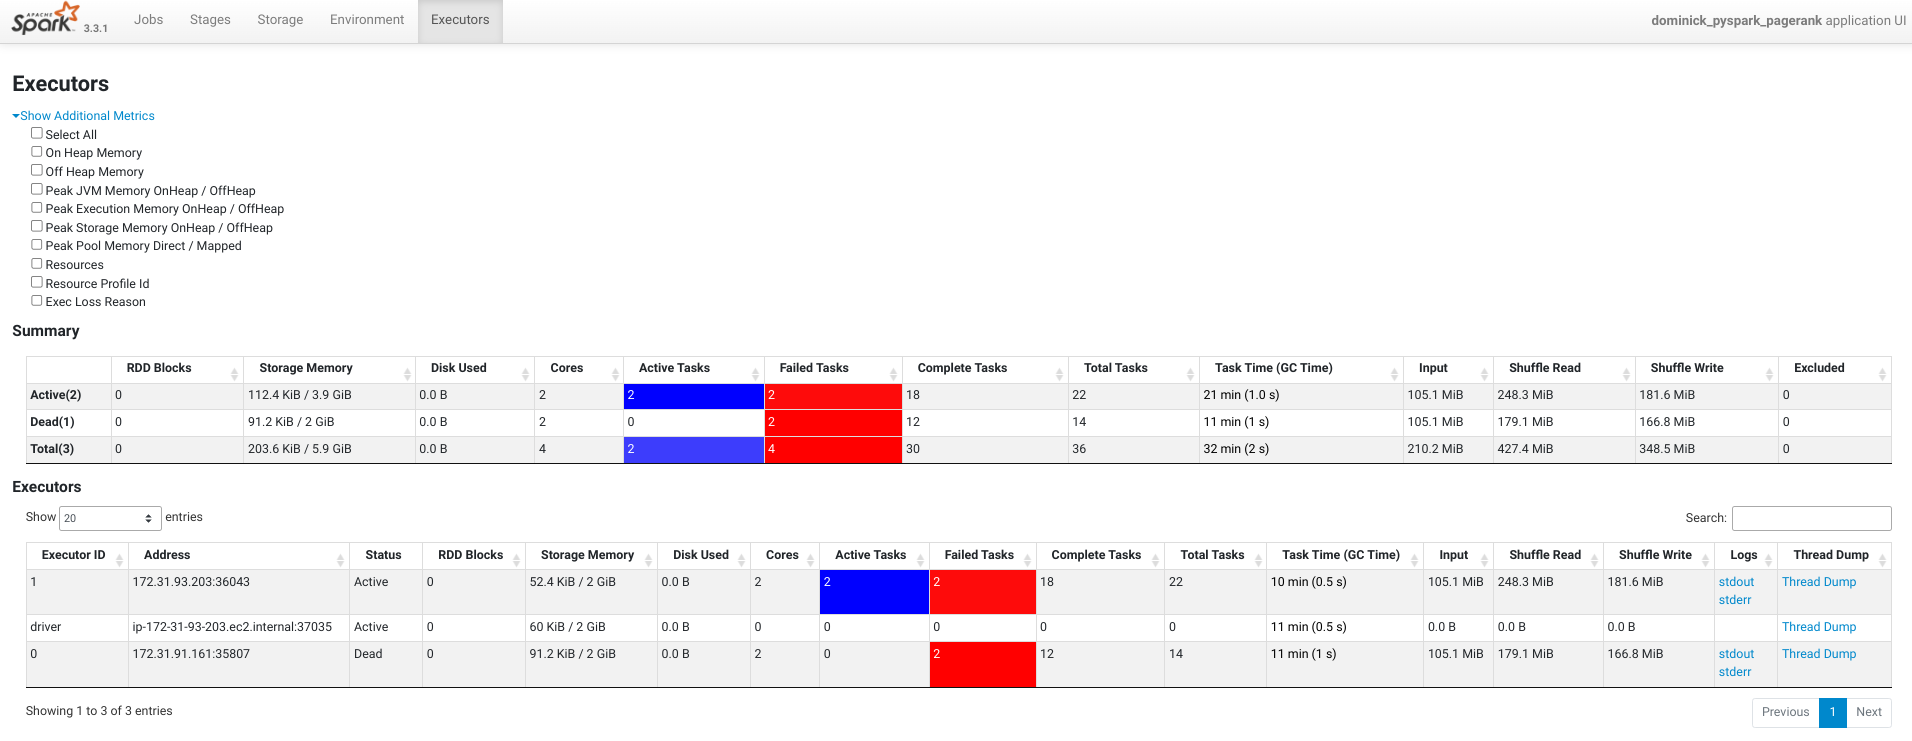 APACHE Spark 3.3.1 Jobs Stages Storage Environment Executors dominick_pyspark_pagerank application UI
Executors
Show Additional Metrics
Select All
On Heap Memory
Off Heap Memory
Peak JVM Memory OnHeap / OffHeap
Peak Execution Memory OnHeap / OffHeap
Peak Storage Memory OnHeap / OffHeap
Peak Pool Memory Direct / Mapped
Resources
Resource Profile Id
Exec Loss Reason
Summary
RDD Blocks Storage Memory Disk Used Cores Active Tasks Failed Tasks Complete Tasks Total Tasks Task Time (GC Time) Input Shuffle Read Shuffle Write Excluded
Active(2) 0 112.4 KiB / 3.9 GiB 0.0 B 2 2 2 18 22 21 min (1.0 s) 105.1 MiB 248.3 MiB 181.6 MiB 0
Dead(1) 0 91.2 KiB / 2 GiB 0.0 B 2 0 2 12 14 11 min (1 s) 105.1 MiB 179.1 MiB 166.8 MiB 0
Total(3) 0 203.6 KiB / 5.9 GiB 0.0 B 4 2 4 30 36 32 min (2 s) 210.2 MiB 427.4 MiB 348.5 MiB 0
Executors
Show 20 entries Search:
Executor ID Address Status RDD Blocks Storage Memory Disk Used Cores Active Tasks Failed Tasks Complete Tasks Total Tasks Task Time (GC Time) Input Shuffle Read Shuffle Write Logs Thread Dump
1 172.31.93.203:36043 Active 0 52.4 KiB / 2 GiB 0.0 B 2 2 2 18 22 10 min (0.5 s) 105.1 MiB 248.3 MiB 181.6 MiB stdout Thread Dump
stderr
driver ip-172-31-93-203.ec2.internal:37035 Active 0 60 KiB / 2 GiB 0.0 B 0 0 0 0 0 11 min (0.5 s) 0.0 B 0.0 B 0.0 B Thread Dump
0 172.31.91.161:35807 Dead 0 91.2 KiB / 2 GiB 0.0 B 2 0 2 12 14 11 min (1 s) 105.1 MiB 179.1 MiB 166.8 MiB stdout Thread Dump
stderr
Showing 1 to 3 of 3 entries Previous 1 Next